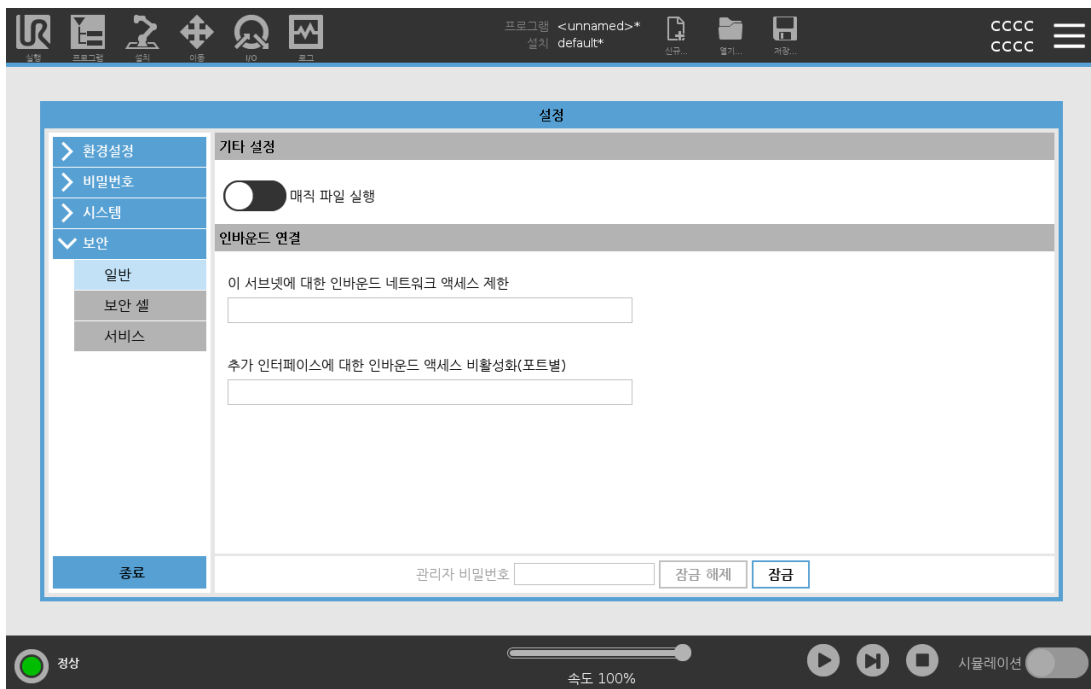 UR
프로그램 <unnamed>*
설치 default*
실행 프로그램 설치 이동 I/O 로그
신규... 열기... 저장...
CCCC
CCCC
설정
환경설정
비밀번호
시스템
보안
일반
보안 셸
서비스
종료
기타 설정
매직 파일 실행
인바운드 연결
이 서브넷에 대한 인바운드 네트워크 액세스 제한
추가 인터페이스에 대한 인바운드 액세스 비활성화(포트별)
관리자 비밀번호
잠금 해제
잠금
정상
속도 100%
시뮬레이션